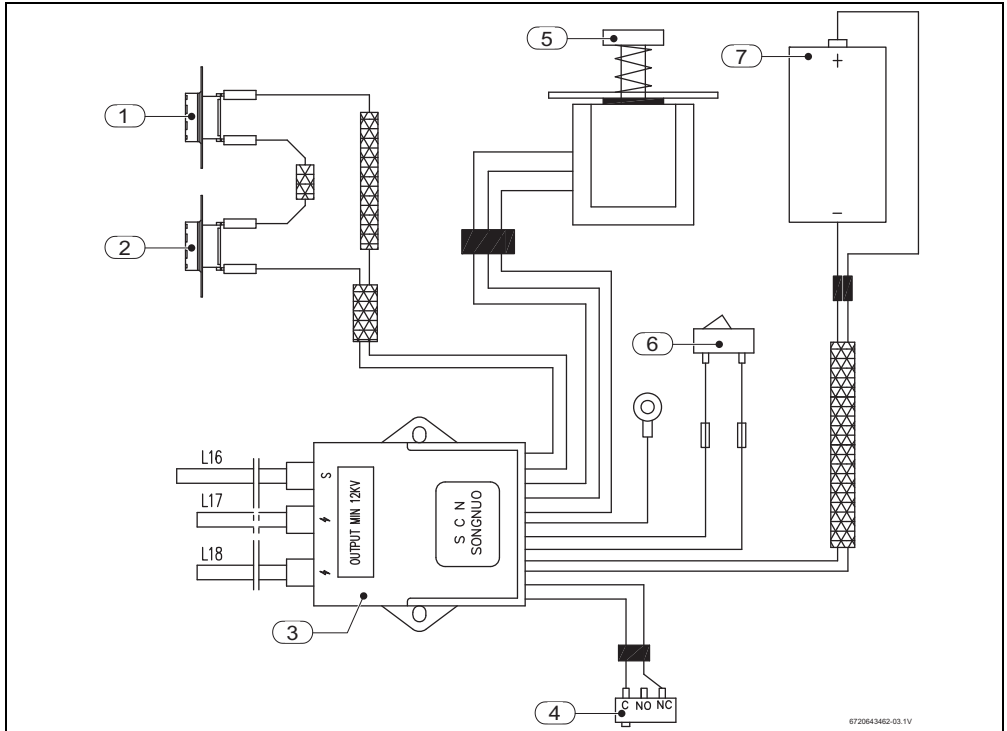 5
7
+
1
2
−
6
L16
S
L17
OUTPUT MIN 12KV
S C N
SONGNUO
L18
3
C NO NC
4
6720643462-03.1V